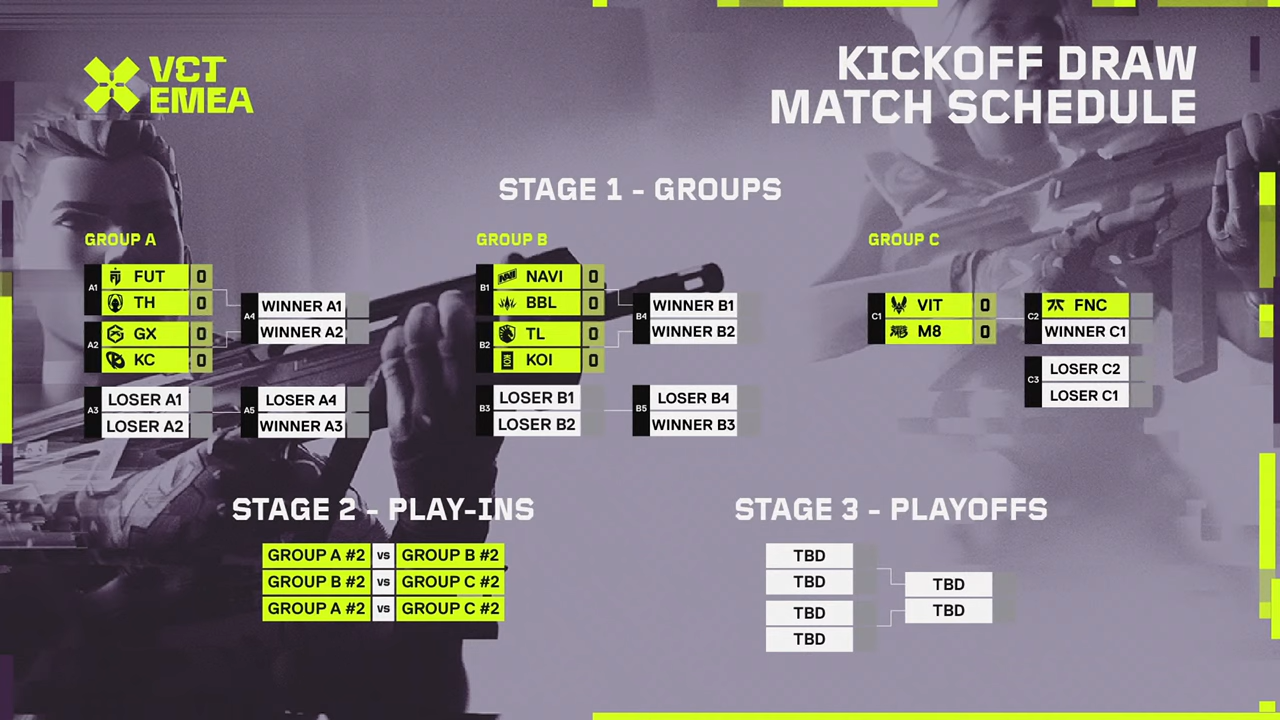 VCT
EMEA
KICKOFF DRAW
MATCH SCHEDULE
STAGE 1 - GROUPS
GROUP A
A1
FUT 0
TH 0
A2
GX 0
KC 0
A4
WINNER A1
WINNER A2
A3
LOSER A1
LOSER A2
A5
LOSER A4
WINNER A3
GROUP B
B1
NAVI 0
BBL 0
B2
TL 0
KOI 0
B4
WINNER B1
WINNER B2
B3
LOSER B1
LOSER B2
B5
LOSER B4
WINNER B3
GROUP C
C1
VIT 0
M8 0
C2
FNC
WINNER C1
C3
LOSER C2
LOSER C1
STAGE 2 - PLAY-INS
GROUP A #2 vs GROUP B #2
GROUP B #2 vs GROUP C #2
GROUP A #2 vs GROUP C #2
STAGE 3 - PLAYOFFS
TBD
TBD
TBD
TBD
TBD
TBD